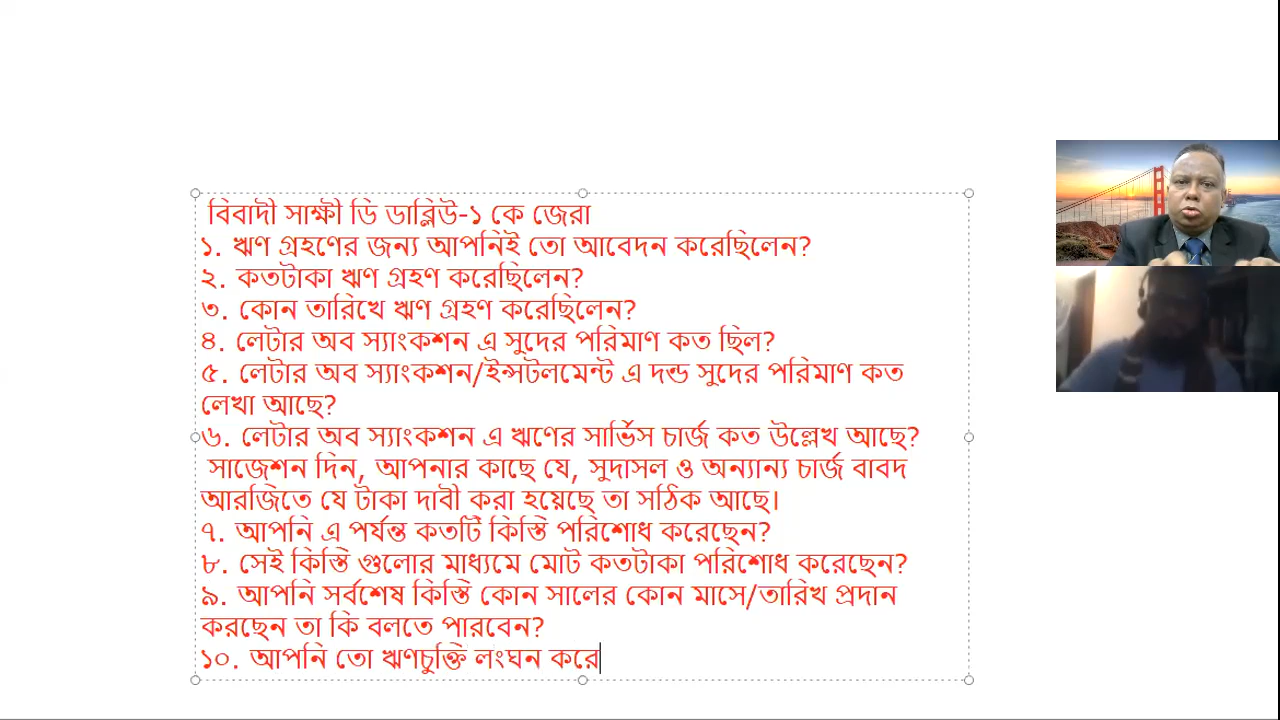 বিবাদী সাক্ষী ডি ডাব্লিউ-১ কে জেরা
১. ঋণ গ্রহণের জন্য আপনিই তো আবেদন করেছিলেন?
২. কতটাকা ঋণ গ্রহণ করেছিলেন?
৩. কোন তারিখে ঋণ গ্রহণ করেছিলেন?
৪. লেটার অব স্যাংকশন এ সুদের পরিমাণ কত ছিল?
৫. লেটার অব স্যাংকশন/ইন্সটলমেন্ট এ দন্ড সুদের পরিমাণ কত
লেখা আছে?
৬. লেটার অব স্যাংকশন এ ঋণের সার্ভিস চার্জ কত উল্লেখ আছে?
সাজেশন দিন, আপনার কাছে যে, সুদাসল ও অন্যান্য চার্জ বাবদ
আরজিতে যে টাকা দাবী করা হয়েছে তা সঠিক আছে।
৭. আপনি এ পর্যন্ত কতটি কিস্তি পরিশোধ করেছেন?
৮. সেই কিস্তি গুলোর মাধ্যমে মোট কতটাকা পরিশোধ করেছেন?
৯. আপনি সর্বশেষ কিস্তি কোন সালের কোন মাসে/তারিখ প্রদান
করছেন তা কি বলতে পারবেন?
১০. আপনি তো ঋণচুক্তি লংঘন করে